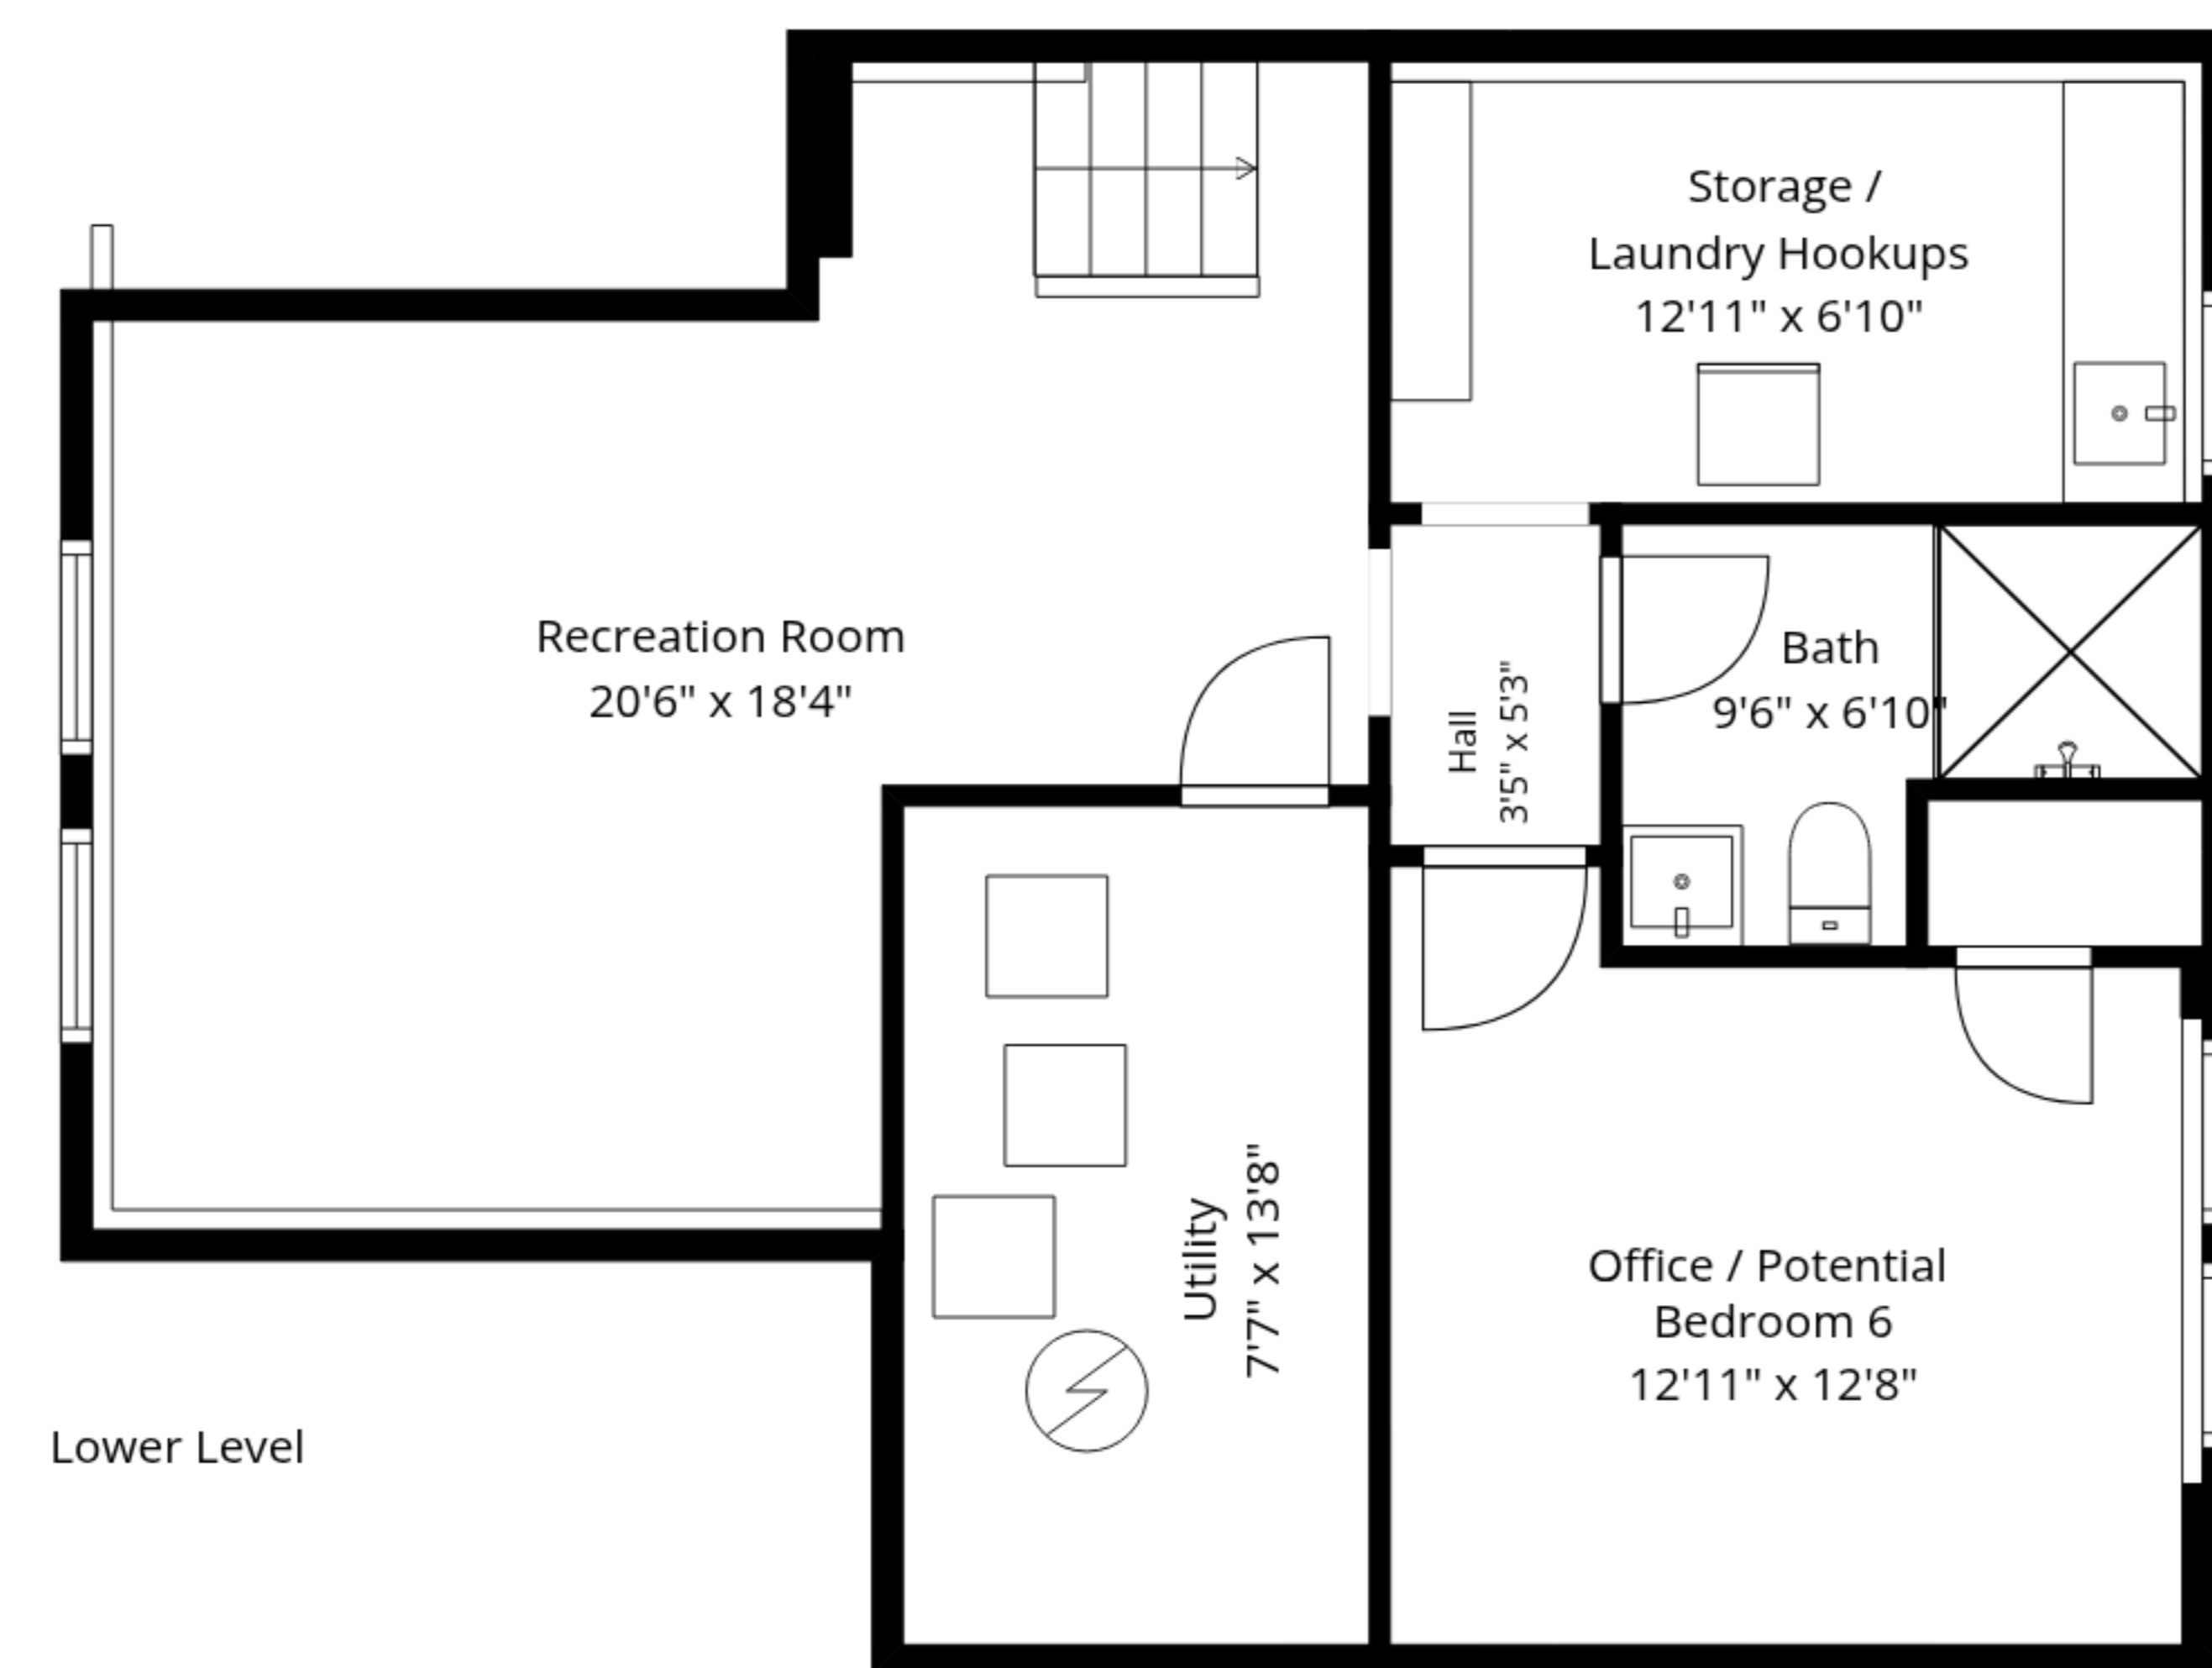 Storage /
Laundry Hookups
12'11" x 6'10"
Recreation Room
20'6" x 18'4"
Hall
3'5" x 5'3"
Bath
9'6" x 6'10"
Utility
7'7" x 13'8"
Office / Potential
Bedroom 6
12'11" x 12'8"
Lower Level